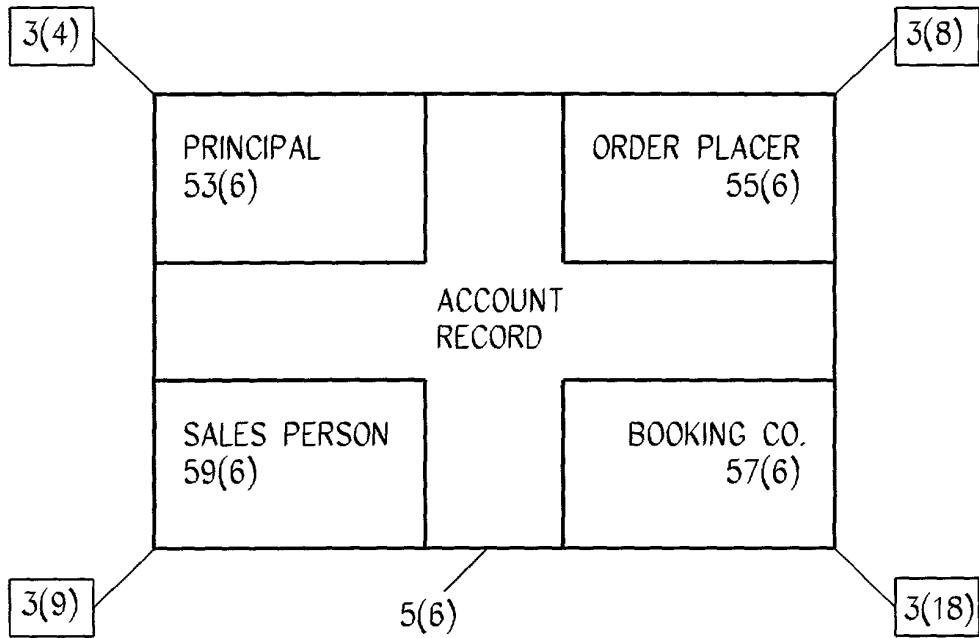 3(4)
3(8)
PRINCIPAL
53(6)
ORDER PLACER
55(6)
ACCOUNT
RECORD
SALES PERSON
59(6)
BOOKING CO.
57(6)
3(9)
5(6)
3(18)